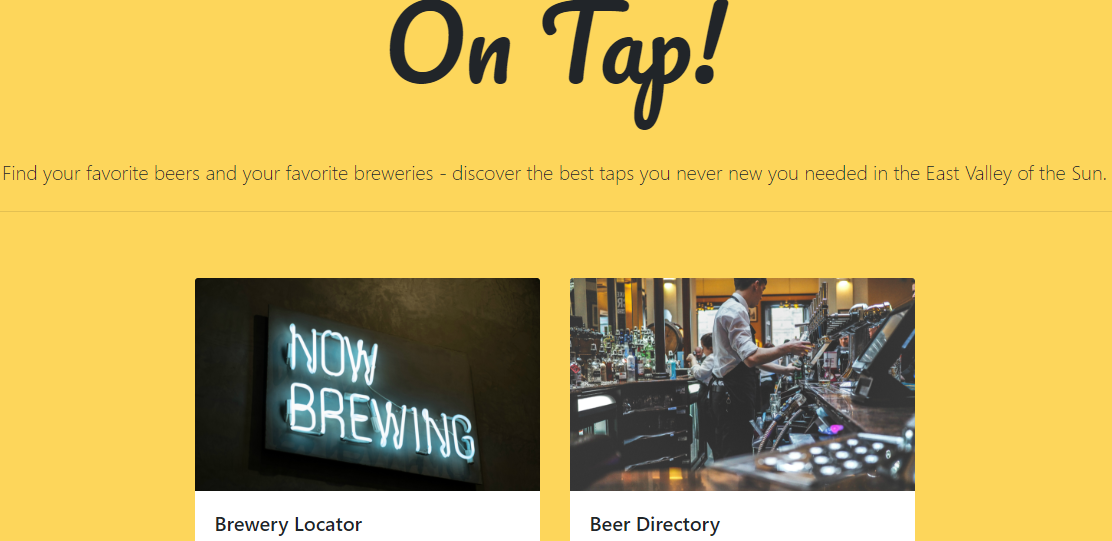 On Tap!
Find your favorite beers and your favorite breweries - discover the best taps you never new you needed in the East Valley of the Sun.
NOW
BREWING
Brewery Locator
Beer Directory